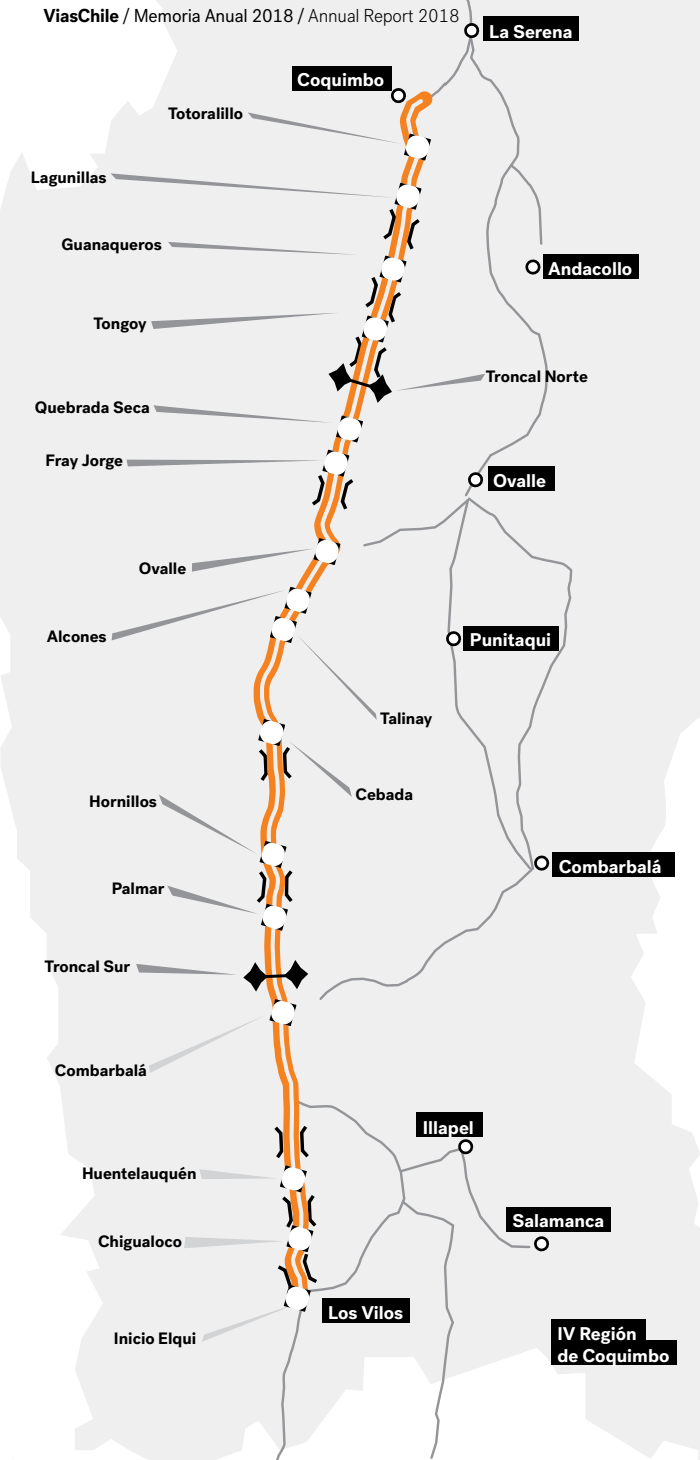 ViasChile / Memoria Anual 2018 / Annual Report 2018
La Serena
Coquimbo
Totoralillo
Lagunillas
Guanaqueros
Andacollo
Tongoy
Troncal Norte
Quebrada Seca
Fray Jorge
Ovalle
Ovalle
Alcones
Punitaqui
Talinay
Cebada
Hornillos
Combarbalá
Palmar
Troncal Sur
Combarbalá
Illapel
Huentelauquén
Salamanca
Chigualoco
Los Vilos
Inicio Elqui
IV Región
de Coquimbo